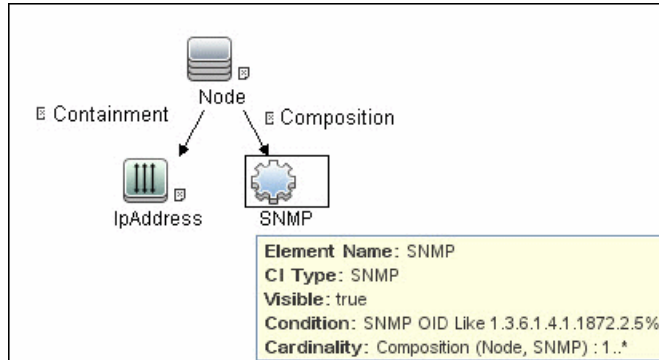 Node
Containment
Composition
IpAddress
SNMP
Element Name: SNMP
CI Type: SNMP
Visible: true
Condition: SNMP OID Like 1.3.6.1.4.1.1872.2.5%
Cardinality: Composition (Node, SNMP) : 1..*